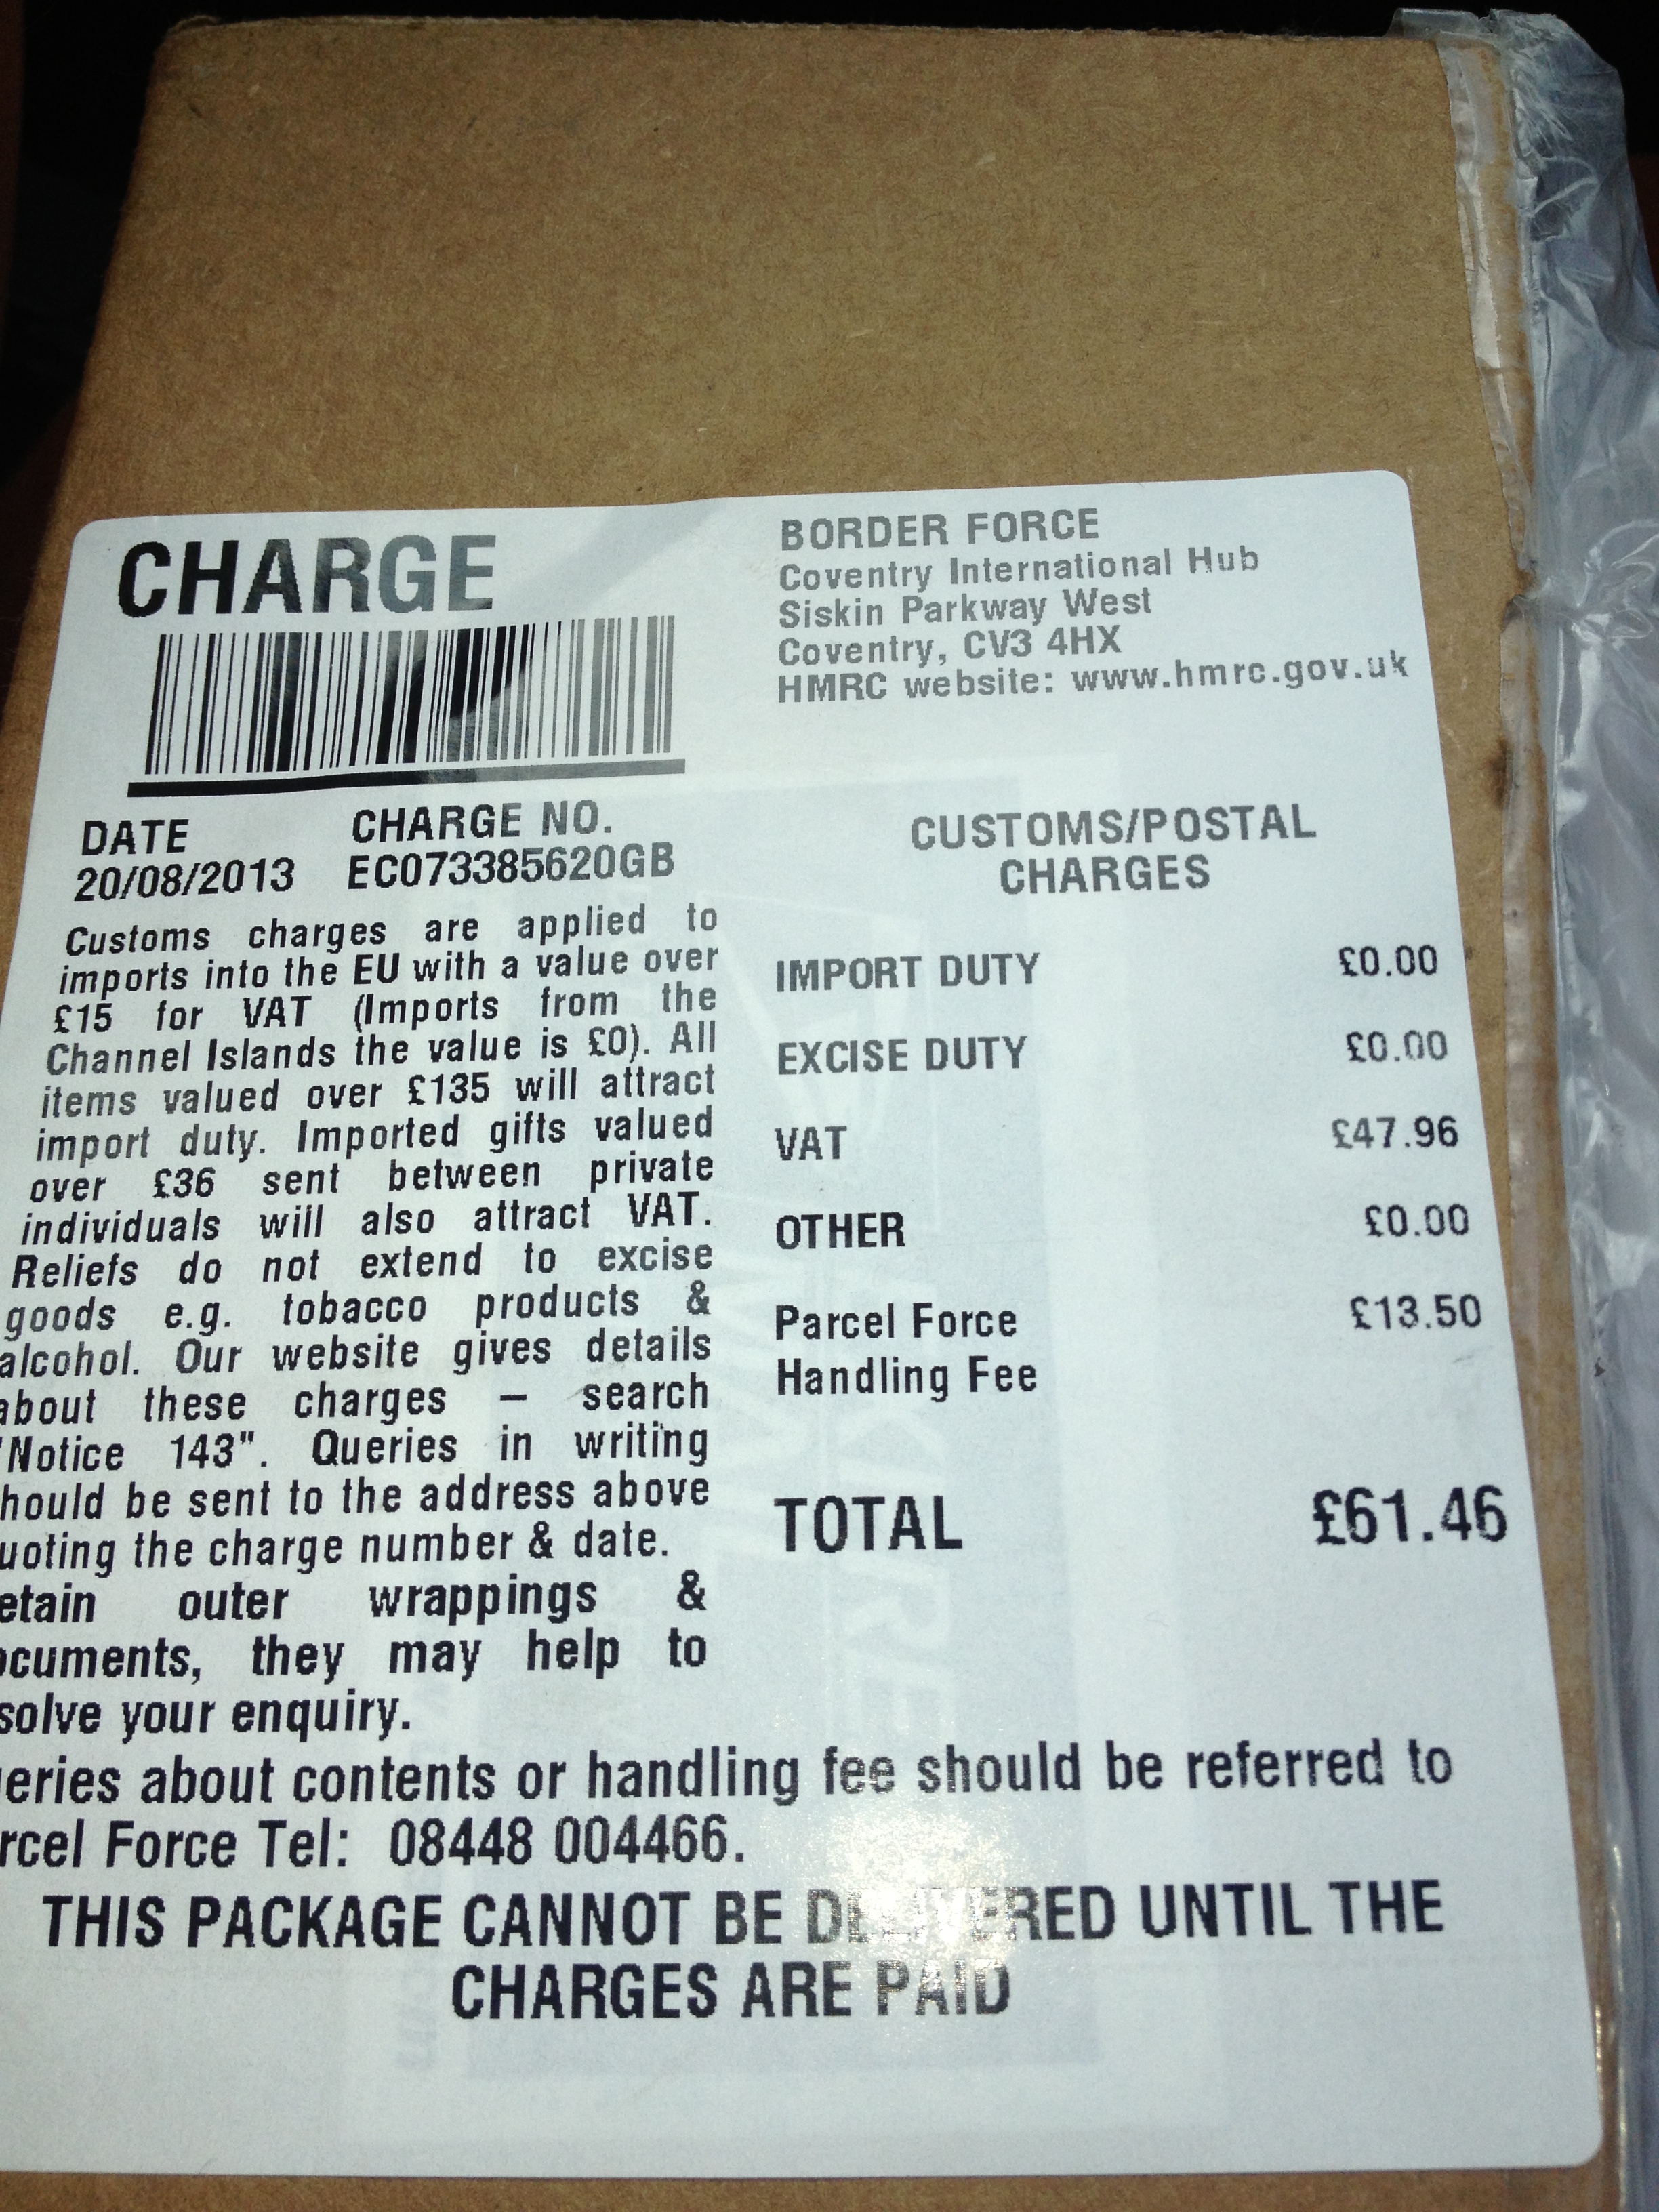 CHARGE
BORDER FORCE
Coventry International Hub
Siskin Parkway West
Coventry, CV3 4HX
HMRC website: www.hmrc.gov.uk
DATE CHARGE NO.
20/08/2013 EC073385620GB
Customs charges are applied to
imports into the EU with a value over
£15 for VAT (Imports from the
Channel Islands the value is £0). All
items valued over £135 will attract
import duty. Imported gifts valued
over £36 sent between private
individuals will also attract VAT.
Reliefs do not extend to excise
goods e.g. tobacco products &
alcohol. Our website gives details
about these charges – search
"Notice 143". Queries in writing
hould be sent to the address above
uoting the charge number & date.
etain outer wrappings &
ocuments, they may help to
solve your enquiry.
CUSTOMS/POSTAL
CHARGES
IMPORT DUTY £0.00
EXCISE DUTY £0.00
VAT £47.96
OTHER £0.00
Parcel Force £13.50
Handling Fee
TOTAL £61.46
eries about contents or handling fee should be referred to
rcel Force Tel: 08448 004466.
THIS PACKAGE CANNOT BE DELIVERED UNTIL THE
CHARGES ARE PAID